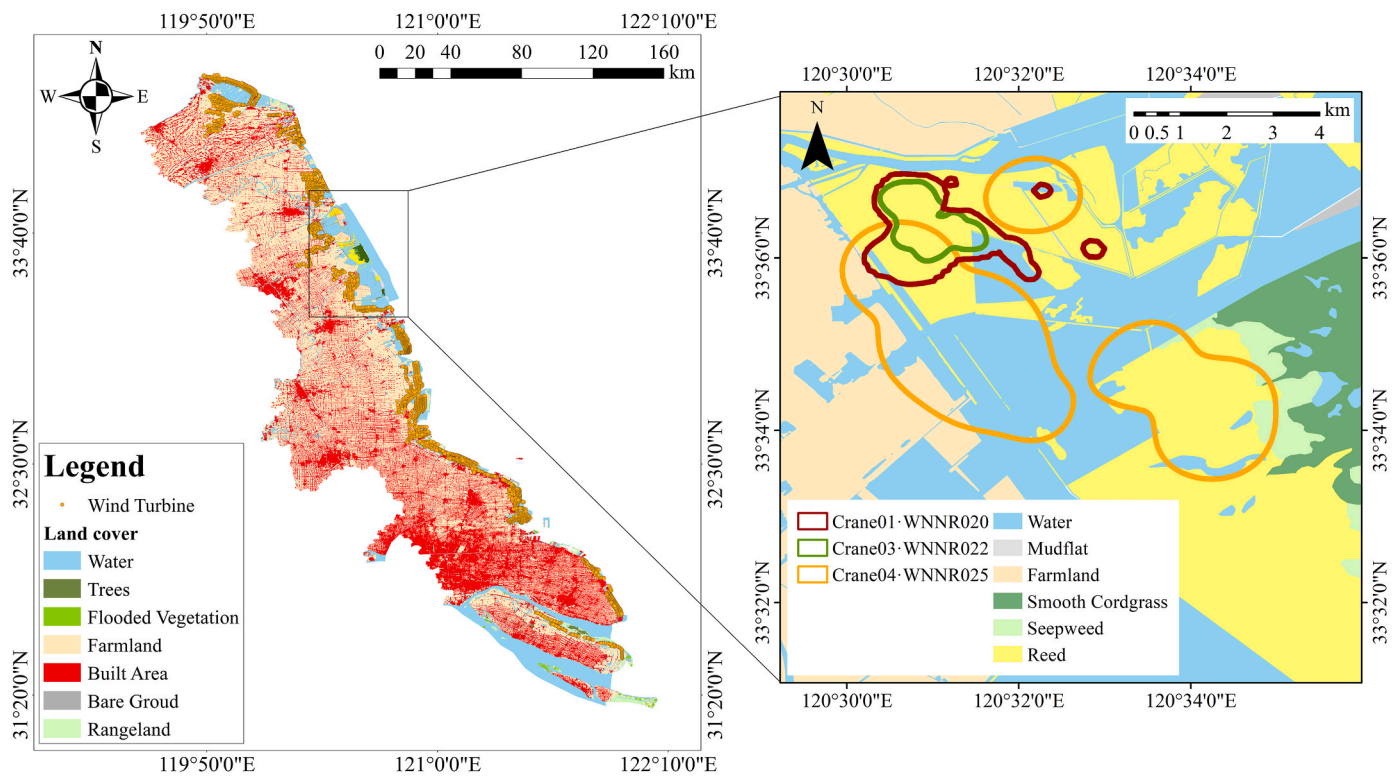 119°50'0"E 121°0'0"E 122°10'0"E
N
W E
S
0 20 40 80 120 160
km
33°40'0"N
32°30'0"N
31°20'0"N
33°40'0"N
32°30'0"N
31°20'0"N
Legend
Wind Turbine
Land cover
Water
Trees
Flooded Vegetation
Farmland
Built Area
Bare Groud
Rangeland
119°50'0"E 121°0'0"E 122°10'0"E
120°30'0"E 120°32'0"E 120°34'0"E
N
km
0 0.5 1 2 3 4
33°36'0"N
33°34'0"N
33°32'0"N
33°36'0"N
33°34'0"N
33°32'0"N
Crane01·WNNR020
Crane03·WNNR022
Crane04·WNNR025
Water
Mudflat
Farmland
Smooth Cordgrass
Seepweed
Reed
120°30'0"E 120°32'0"E 120°34'0"E